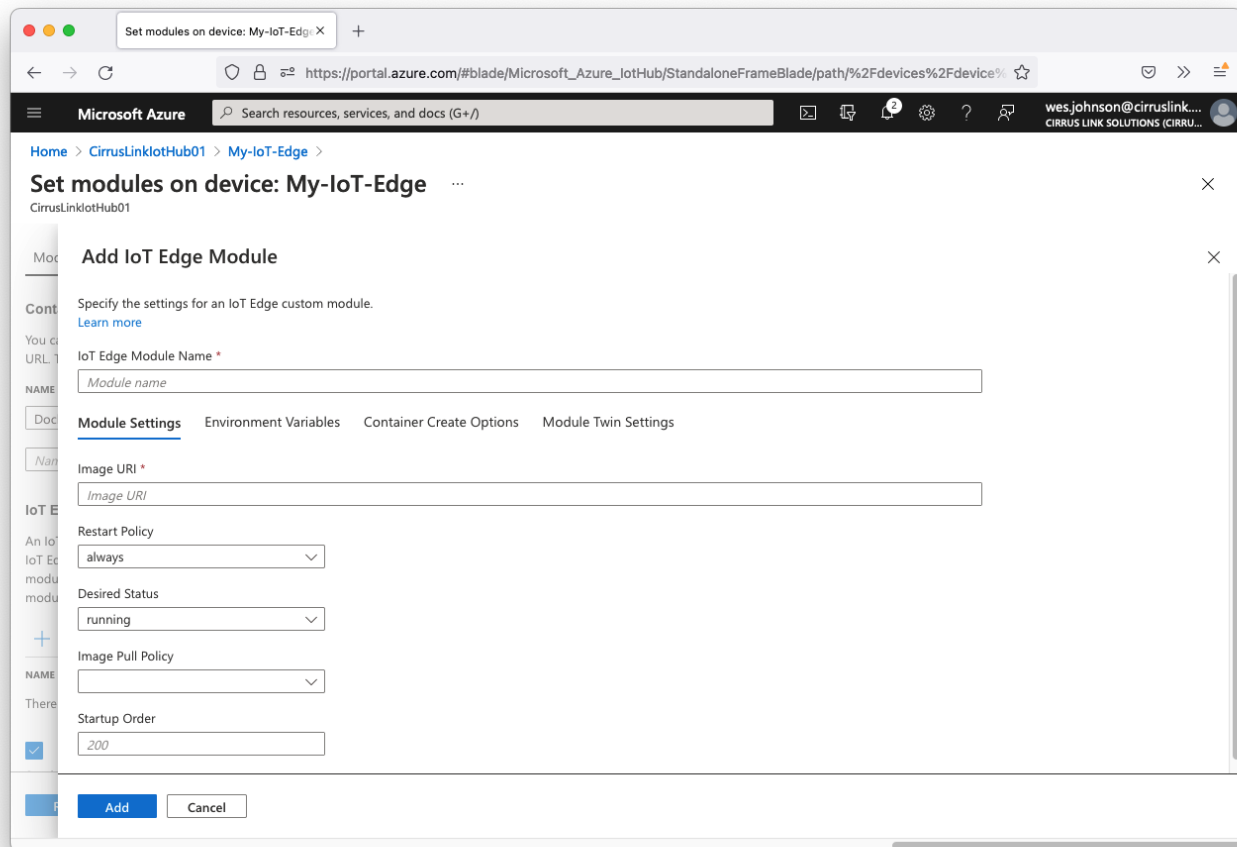 Set modules on device: My-IoT-Edge
https://portal.azure.com/#blade/Microsoft_Azure_IotHub/StandaloneFrameBlade/path/%2Fdevices%2Fdevice%
Microsoft Azure
Search resources, services, and docs (G+/)
2
wes.johnson@cirruslink....
CIRRUS LINK SOLUTIONS (CIRRU...
Home > CirrusLinkIotHub01 > My-IoT-Edge >
Set modules on device: My-IoT-Edge ...
CirrusLinkIotHub01
Add IoT Edge Module
Specify the settings for an IoT Edge custom module.
Learn more
IoT Edge Module Name *
Module name
Module Settings Environment Variables Container Create Options Module Twin Settings
Image URI *
Image URI
Restart Policy
always
Desired Status
running
Image Pull Policy
Startup Order
200
Add Cancel
NAME
NAME
There